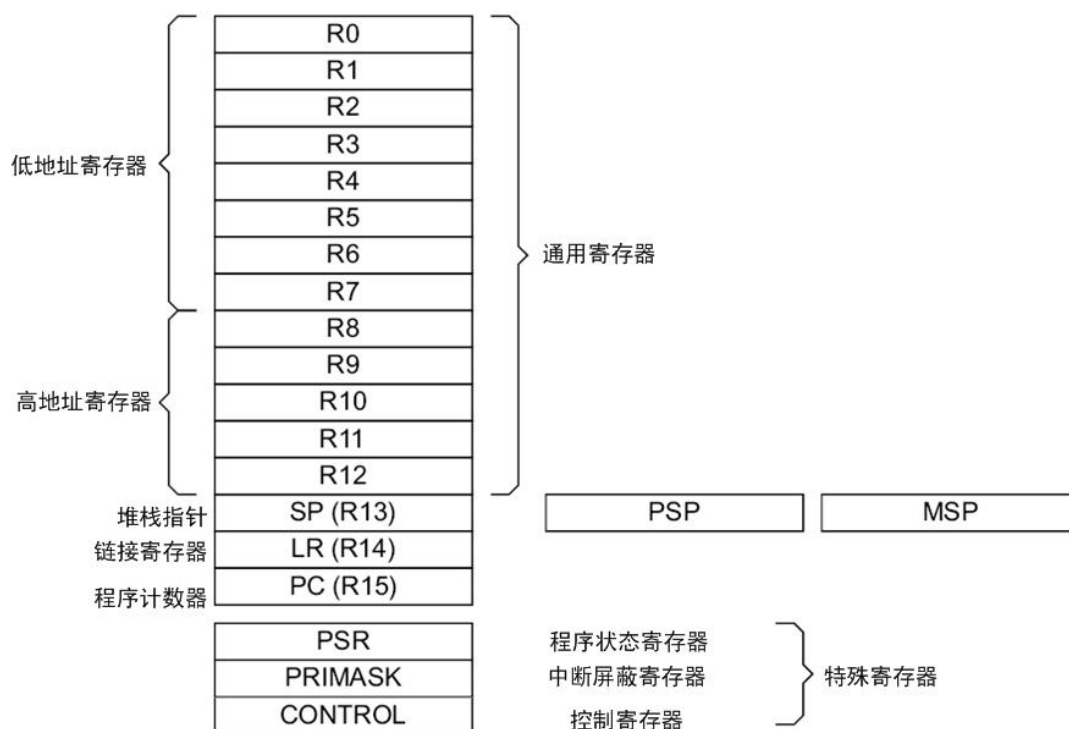 R0
R1
R2
低地址寄存器
R3
R4
R5
R6
通用寄存器
R7
R8
R9
高地址寄存器
R10
R11
R12
堆栈指针 SP (R13) PSP MSP
链接寄存器 LR (R14)
程序计数器 PC (R15)
PSR 程序状态寄存器
PRIMASK 中断屏蔽寄存器 特殊寄存器
CONTROL 控制寄存器